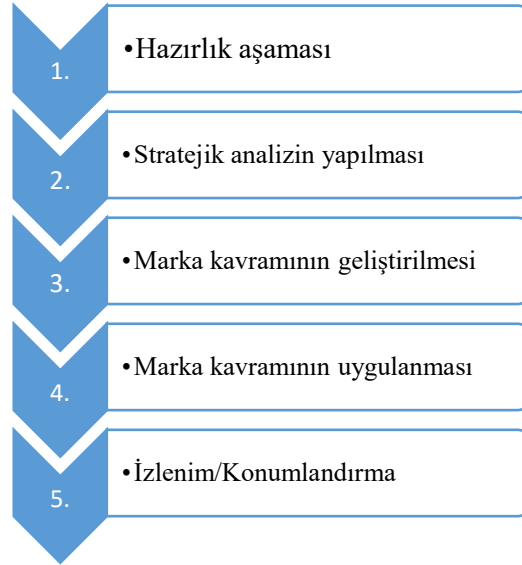 1.
•Hazırlık aşaması
2.
•Stratejik analizin yapılması
3.
•Marka kavramının geliştirilmesi
4.
•Marka kavramının uygulanması
5.
•İzlenim/Konumlandırma